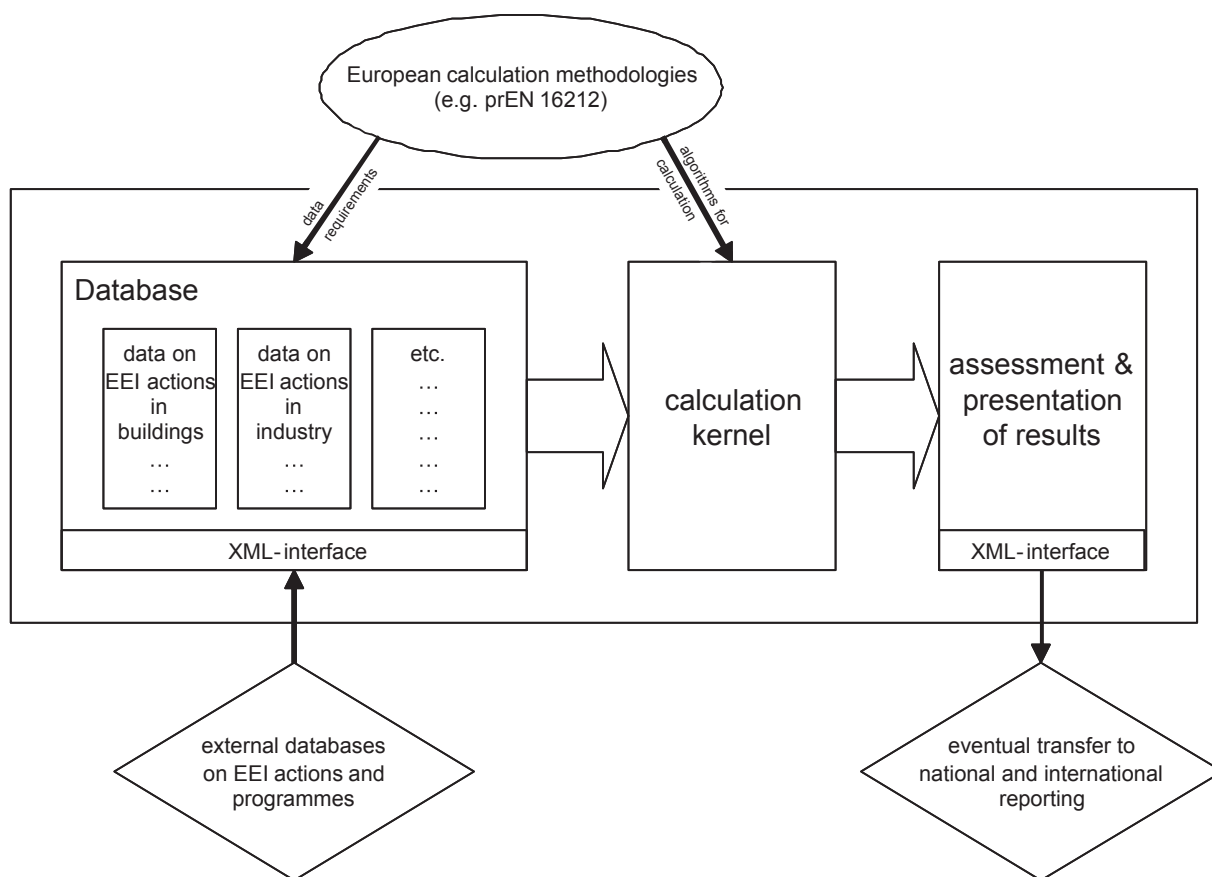 European calculation methodologies
(e.g. prEN 16212)
data
requirements
algorithms for
calculation
Database
data on
EEI actions
in
buildings
…
…
data on
EEI actions
in
industry
…
…
etc.
…
…
…
…
…
XML-interface
calculation
kernel
assessment &
presentation
of results
XML-interface
external databases
on EEI actions and
programmes
eventual transfer to
national and international
reporting